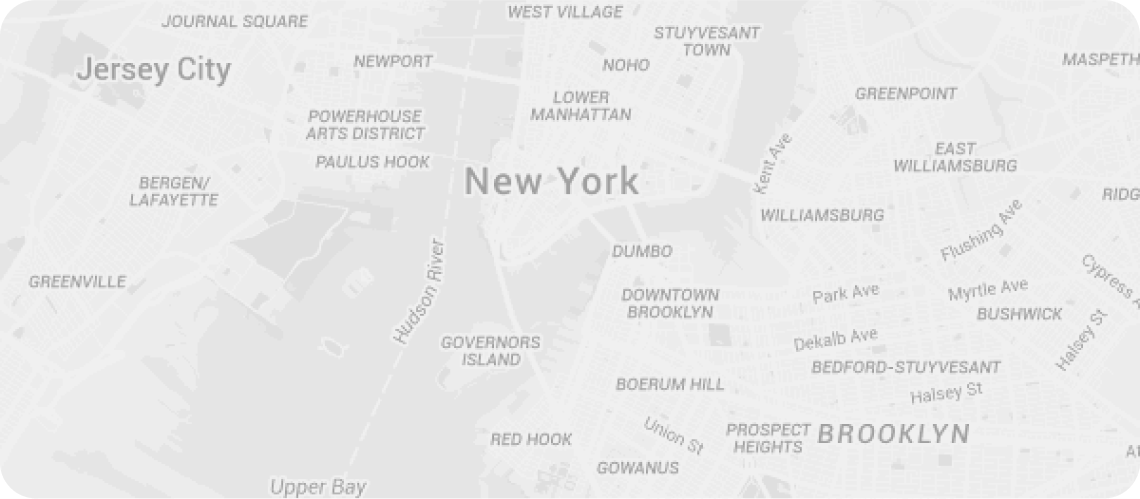 WEST VILLAGE
JOURNAL SQUARE
STUYVESANT
TOWN
NEWPORT
NOHO
MASPETH
Jersey City
GREENPOINT
LOWER
MANHATTAN
POWERHOUSE
ARTS DISTRICT
PAULUS HOOK
EAST
WILLIAMSBURG
Kent Ave
New York
BERGEN/
LAFAYETTE
RIDG
WILLIAMSBURG
Flushing Ave
DUMBO
Hudson River
GREENVILLE
Cypress A
Park Ave
Myrtle Ave
DOWNTOWN
BROOKLYN
BUSHWICK
Halsey St
Dekalb Ave
GOVERNORS
ISLAND
BEDFORD-STUYVESANT
BOERUM HILL
Halsey St
Union St
PROSPECT
HEIGHTS
BROOKLYN
RED HOOK
At
GOWANUS
Upper Bay